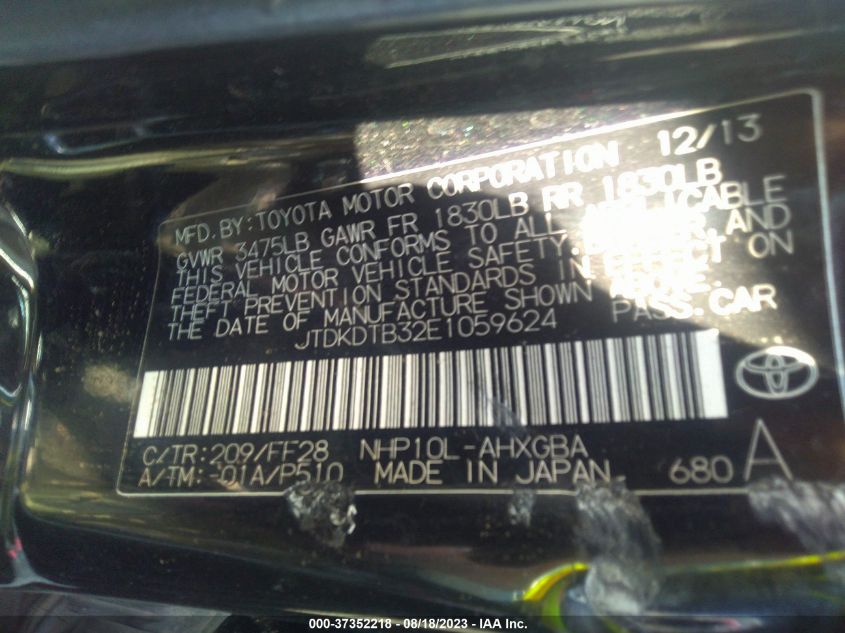 MFD. BY: TOYOTA MOTOR CORPORATION 12/13
GVWR 3475LB GAWR FR 1830LB RR 1830LB
THIS VEHICLE CONFORMS TO ALL APPLICABLE
FEDERAL MOTOR VEHICLE SAFETY, BUMPER, AND
THEFT PREVENTION STANDARDS IN EFFECT ON
THE DATE OF MANUFACTURE SHOWN ABOVE.
JTDKDTB32E1059624 PASS. CAR
C/TR: 209/FF28 NHP10L-AHXGBA
A/TM: -01A/P510 MADE IN JAPAN 680 A
000-37352218 - 08/18/2023 - IAA Inc.